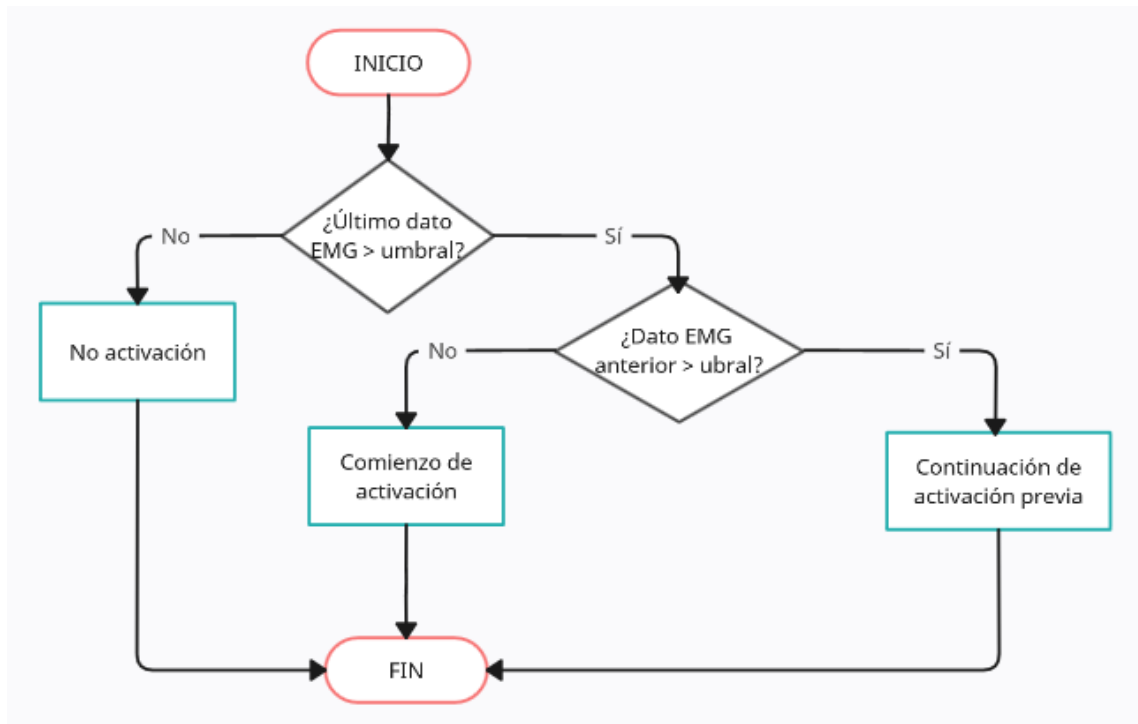 INICIO
¿Último dato
EMG > umbral?
No
Sí
No activación
¿Dato EMG
anterior > ubral?
No
Sí
Comienzo de
activación
Continuación de
activación previa
FIN